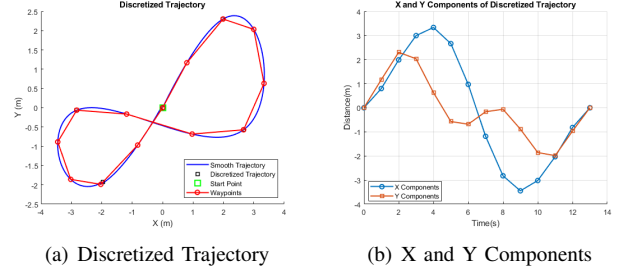 Discretized Trajectory
2.5
2
1.5
1
0.5
0
-0.5
-1
-1.5
-2
-2.5
Y (m)
-4 -3 -2 -1 0 1 2 3 4
X (m)
Smooth Trajectory
Discretized Trajectory
Start Point
Waypoints
(a) Discretized Trajectory
X and Y Components of Discretized Trajectory
4
3
2
1
0
-1
-2
-3
-4
Distance(m)
0 2 4 6 8 10 12 14
Time(s)
X Components
Y Components
(b) X and Y Components